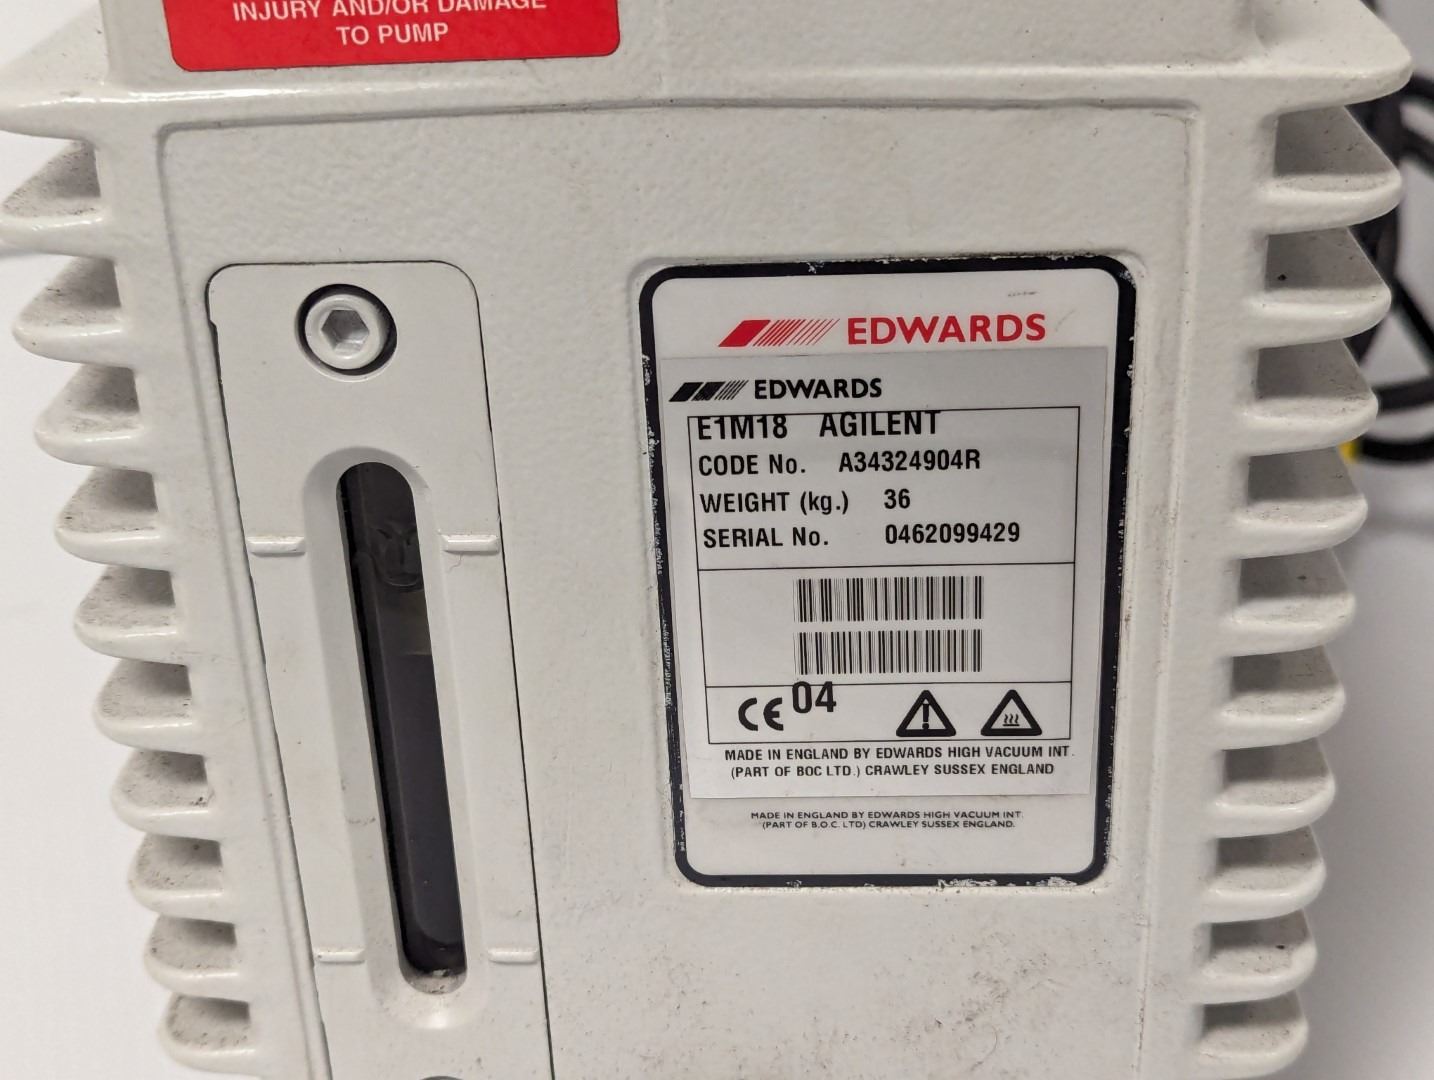 INJURY AND/OR DAMAGE
TO PUMP
EDWARDS
EDWARDS
E1M18 AGILENT
CODE No. A34324904R
WEIGHT (kg.) 36
SERIAL No. 0462099429
CE 04
MADE IN ENGLAND BY EDWARDS HIGH VACUUM INT.
(PART OF BOC LTD.) CRAWLEY SUSSEX ENGLAND
MADE IN ENGLAND BY EDWARDS HIGH VACUUM INT.
(PART OF B.O.C. LTD) CRAWLEY SUSSEX ENGLAND.